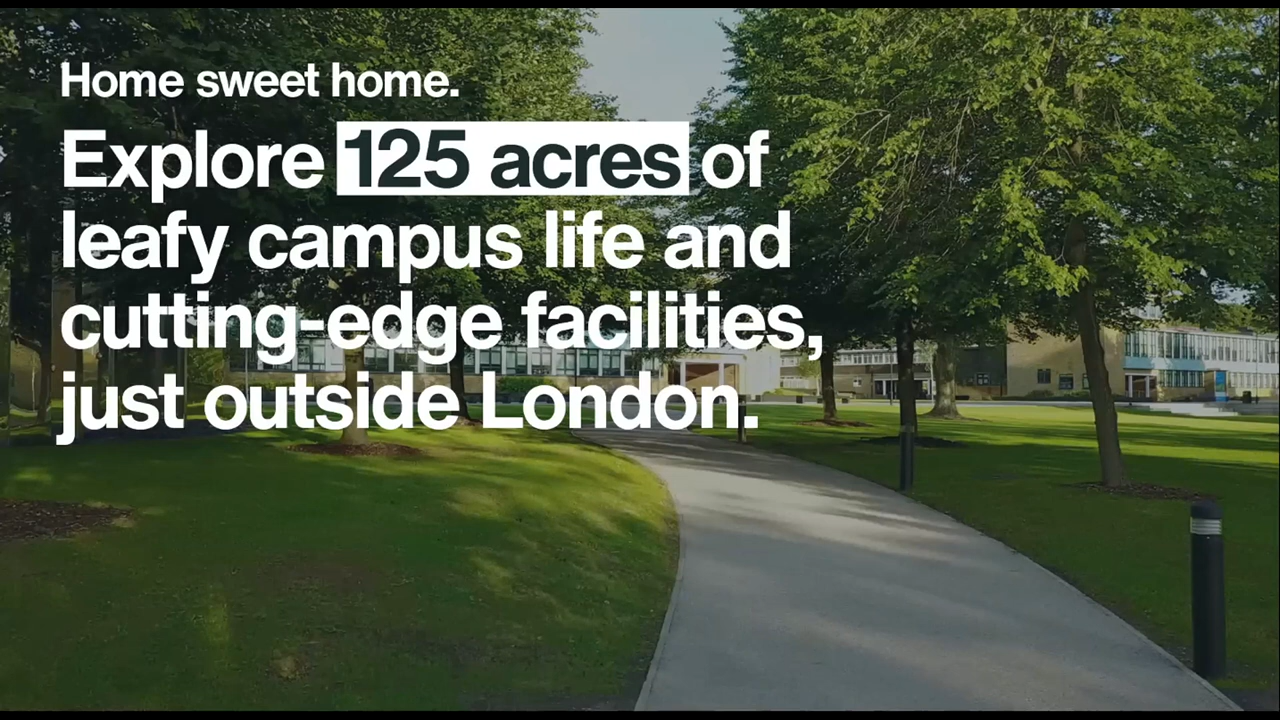 Home sweet home.
Explore 125 acres of
leafy campus life and
cutting-edge facilities,
just outside London.